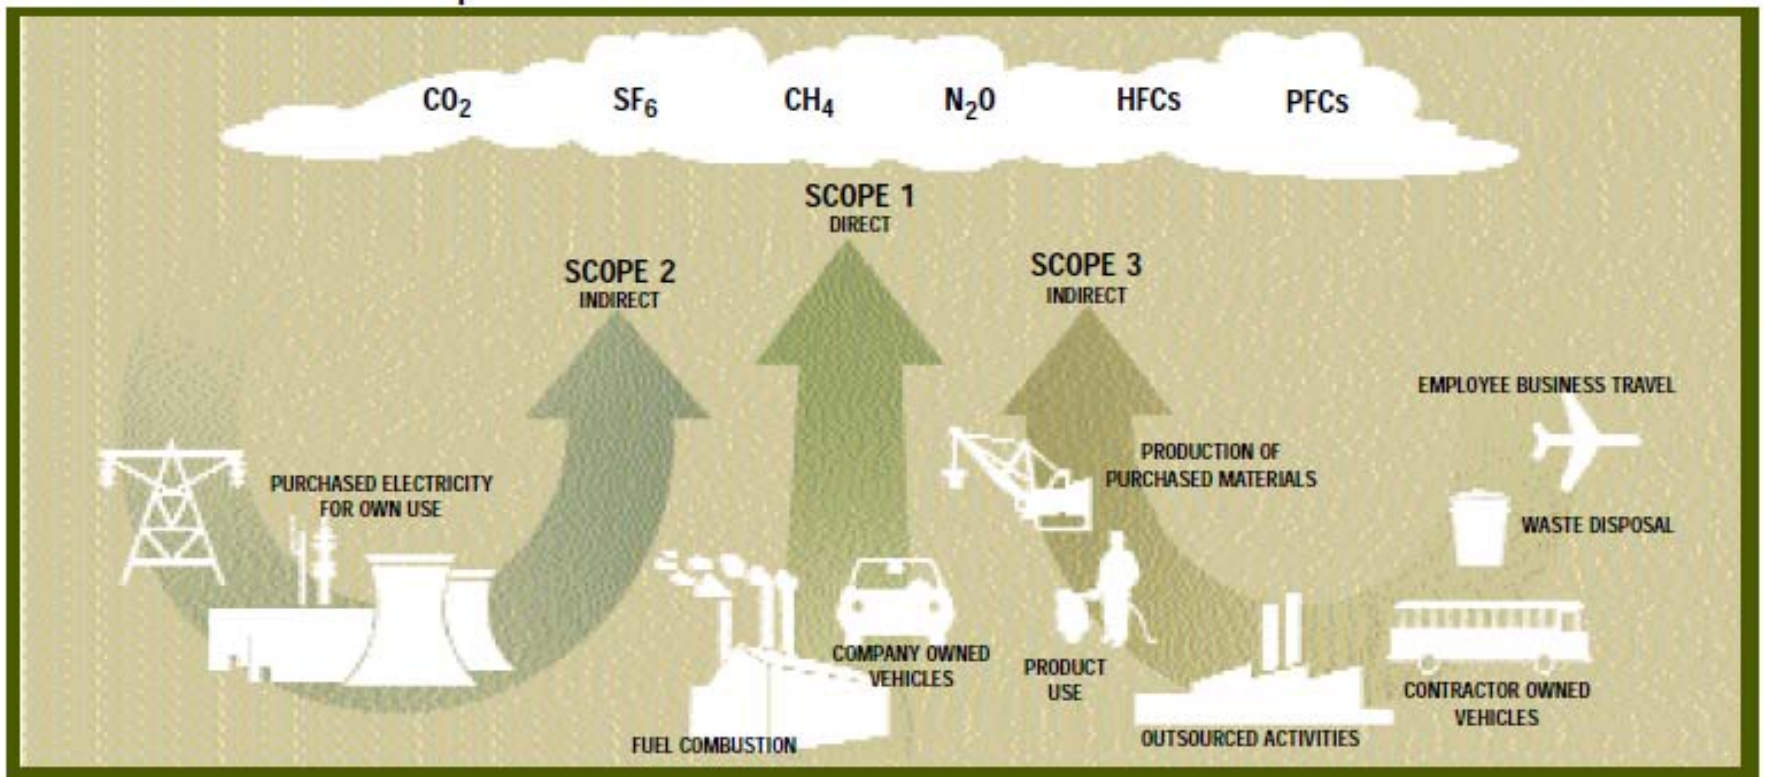 CO₂ SF₆ CH₄ N₂O HFCs PFCs
SCOPE 1
DIRECT
SCOPE 2
INDIRECT
SCOPE 3
INDIRECT
EMPLOYEE BUSINESS TRAVEL
PURCHASED ELECTRICITY
FOR OWN USE
PRODUCTION OF
PURCHASED MATERIALS
WASTE DISPOSAL
COMPANY OWNED
VEHICLES
PRODUCT
USE
CONTRACTOR OWNED
VEHICLES
FUEL COMBUSTION
OUTSOURCED ACTIVITIES